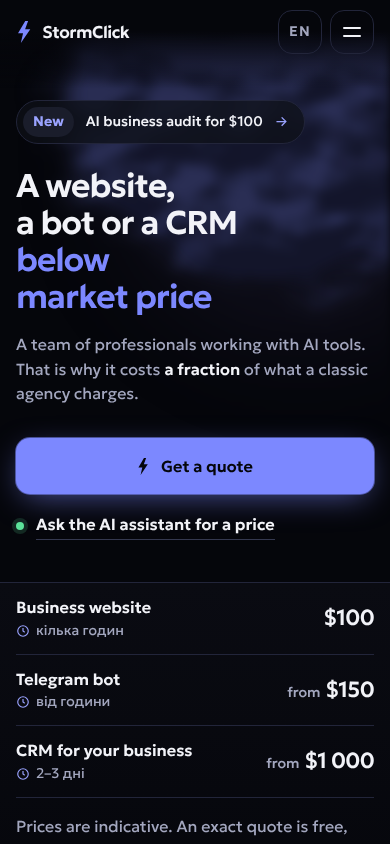 StormClick
EN
New AI business audit for $100 →
A website,
a bot or a CRM
below
market price
A team of professionals working with AI tools.
That is why it costs a fraction of what a classic
agency charges.
Get a quote
Ask the AI assistant for a price
Business website
кілька годин
$100
Telegram bot
від години
from $150
CRM for your business
2–3 дні
from $1 000
Prices are indicative. An exact quote is free,